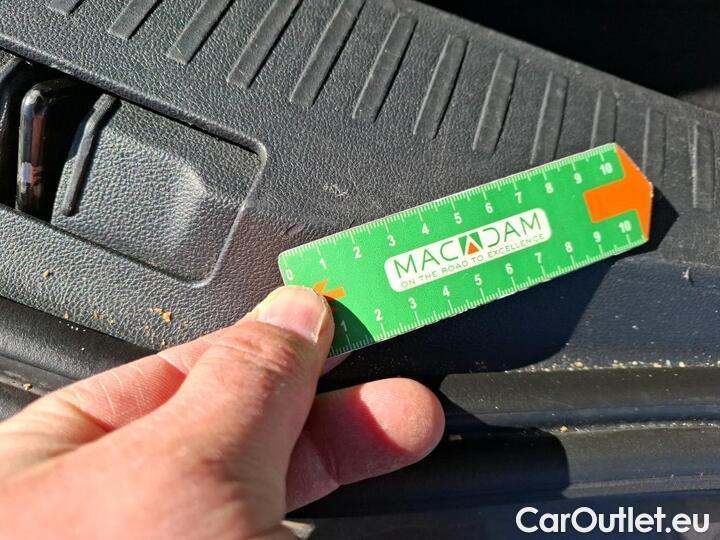 0 1 2 3 4 5 6 7 8 9 10
MACADAM
ON THE ROAD TO EXCELLENCE
1 2 3 4 5 6 7 8 9 10
CarOutlet.eu